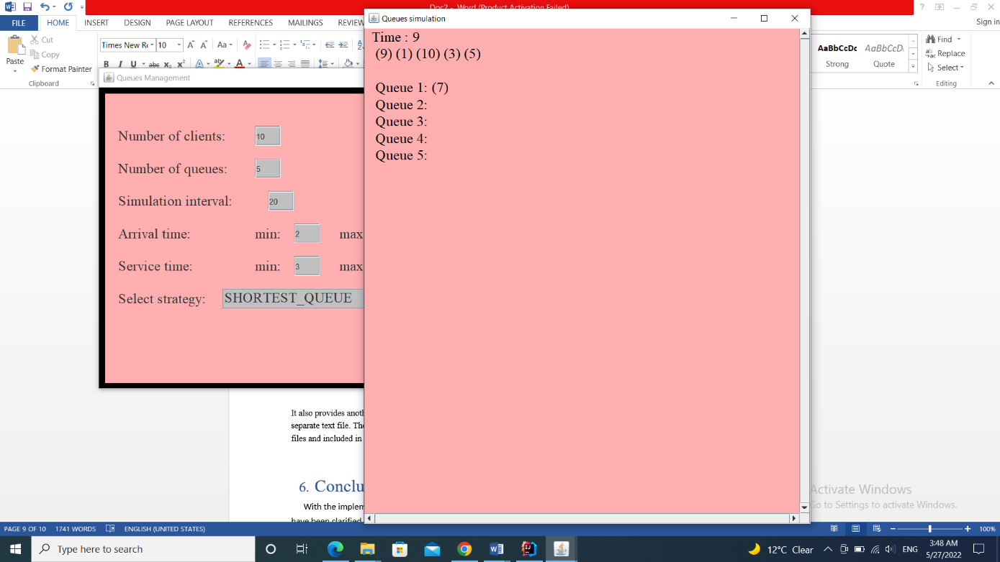 Doc2 - Word (Product Activation Failed)
FILE HOME INSERT DESIGN PAGE LAYOUT REFERENCES MAILINGS REVIEW
Sign in
Paste
Cut
Copy
Format Painter
Clipboard
Times New Ro 10
AaBbCcDc AaBbCcD
Strong Quote
Find
Replace
Select
Editing
Queues Management
Number of clients: 10
Number of queues: 5
Simulation interval: 20
Arrival time: min: 2 max
Service time: min: 3 max
Select strategy: SHORTEST_QUEUE
Queues simulation
Time : 9
(9) (1) (10) (3) (5)
Queue 1: (7)
Queue 2:
Queue 3:
Queue 4:
Queue 5:
It also provides anoth
separate text file. The
files and included in
6. Conclu
With the implem
have been clarified
Activate Windows
Go to Settings to activate Windows.
PAGE 9 OF 10 1741 WORDS ENGLISH (UNITED STATES)
100%
Type here to search
12°C Clear
ENG
3:48 AM
5/27/2022